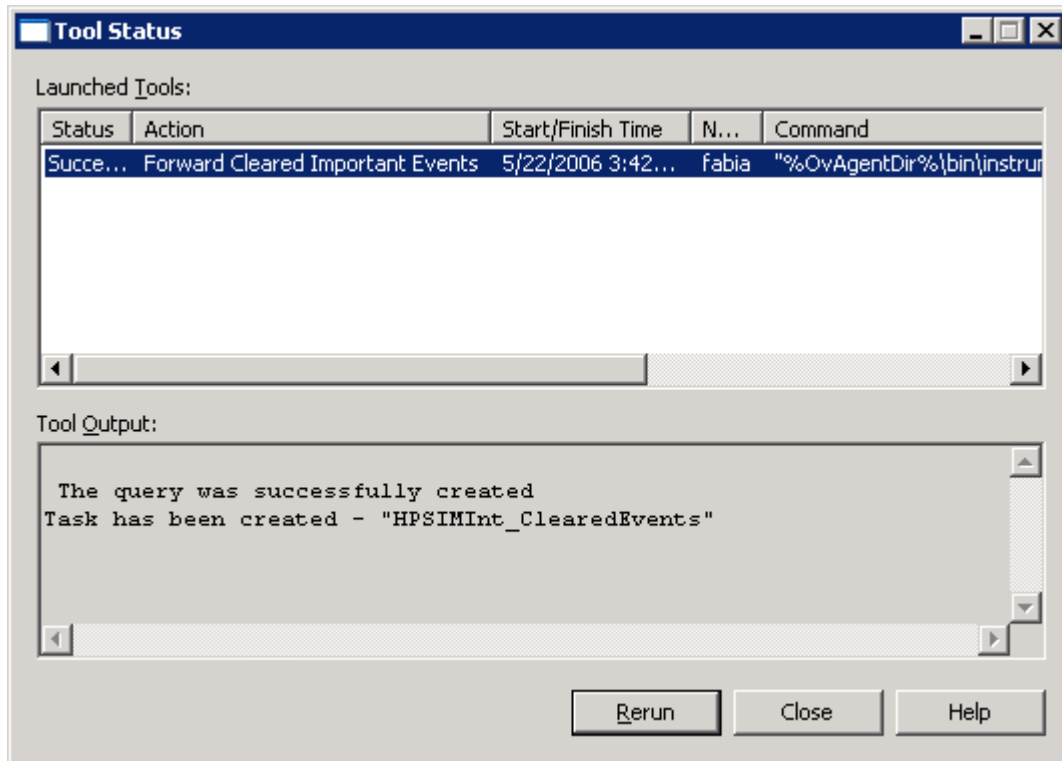 Tool Status
Launched Tools:
Status Action Start/Finish Time N... Command
Succe... Forward Cleared Important Events 5/22/2006 3:42... fabia "%OvAgentDir%\bin\instrur
Tool Output:
The query was successfully created
Task has been created - "HPSIMInt_ClearedEvents"
Rerun Close Help